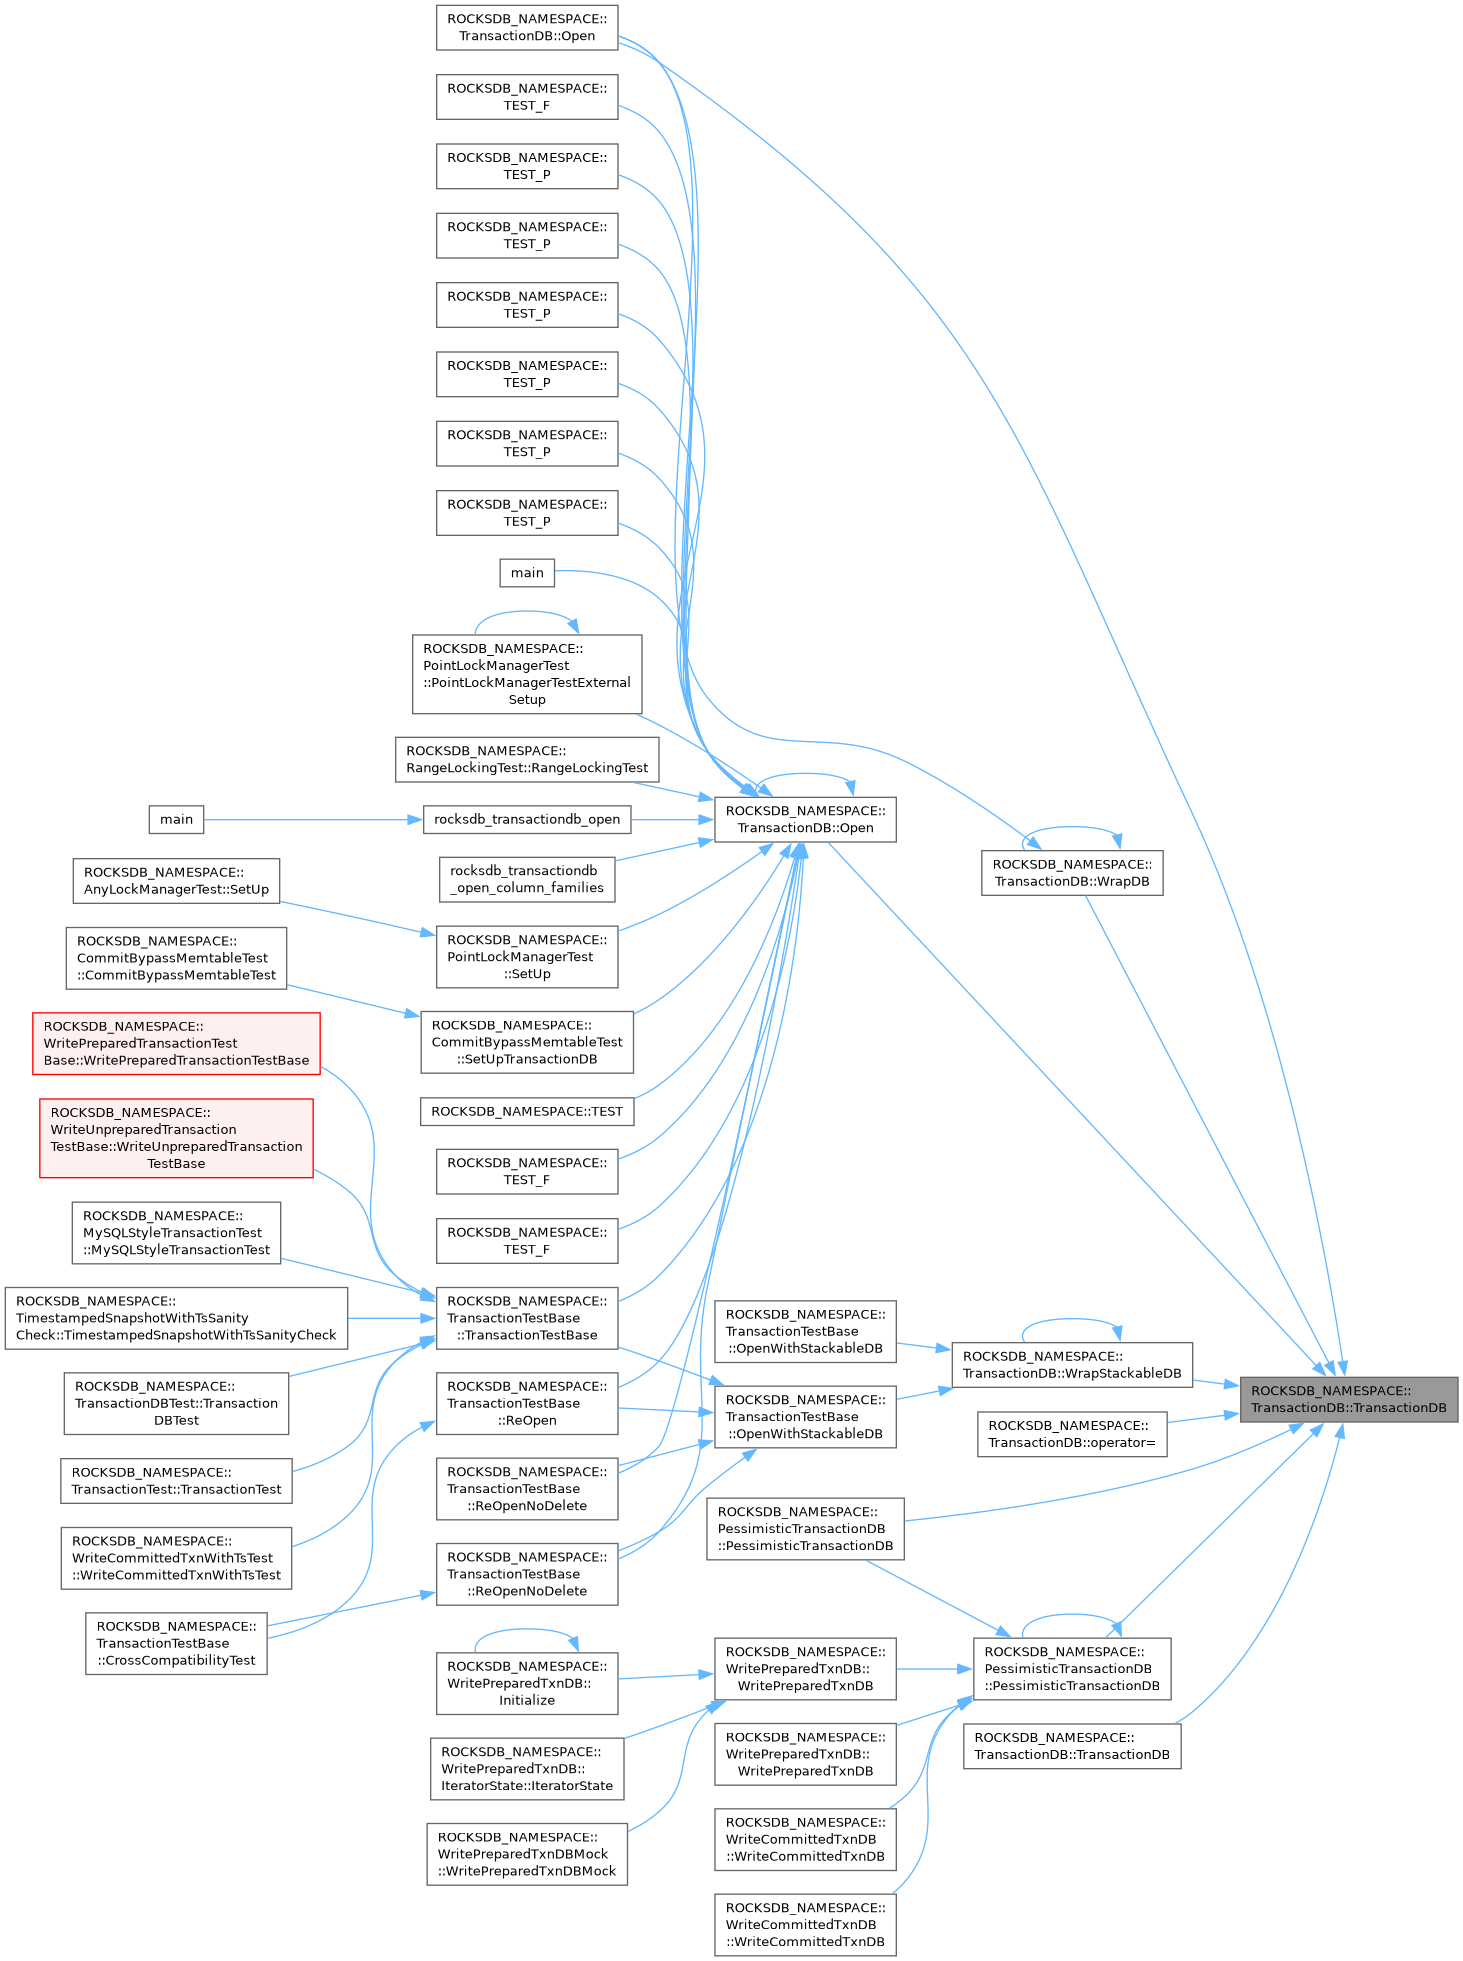 ROCKSDB_NAMESPACE::
TransactionDB::Open
ROCKSDB_NAMESPACE::
TEST_F
ROCKSDB_NAMESPACE::
TEST_P
ROCKSDB_NAMESPACE::
TEST_P
ROCKSDB_NAMESPACE::
TEST_P
ROCKSDB_NAMESPACE::
TEST_P
ROCKSDB_NAMESPACE::
TEST_P
ROCKSDB_NAMESPACE::
TEST_P
main
ROCKSDB_NAMESPACE::
PointLockManagerTest
::PointLockManagerTestExternal
Setup
ROCKSDB_NAMESPACE::
RangeLockingTest::RangeLockingTest
ROCKSDB_NAMESPACE::
TransactionDB::Open
main
rocksdb_transactiondb_open
ROCKSDB_NAMESPACE::
TransactionDB::WrapDB
rocksdb_transactiondb
_open_column_families
ROCKSDB_NAMESPACE::
AnyLockManagerTest::SetUp
ROCKSDB_NAMESPACE::
PointLockManagerTest
::SetUp
ROCKSDB_NAMESPACE::
CommitBypassMemtableTest
::CommitBypassMemtableTest
ROCKSDB_NAMESPACE::
CommitBypassMemtableTest
::SetUpTransactionDB
ROCKSDB_NAMESPACE::
WritePreparedTransactionTest
Base::WritePreparedTransactionTestBase
ROCKSDB_NAMESPACE::TEST
ROCKSDB_NAMESPACE::
WriteUnpreparedTransaction
TestBase::WriteUnpreparedTransaction
TestBase
ROCKSDB_NAMESPACE::
TEST_F
ROCKSDB_NAMESPACE::
MySQLStyleTransactionTest
::MySQLStyleTransactionTest
ROCKSDB_NAMESPACE::
TEST_F
ROCKSDB_NAMESPACE::
TimestampedSnapshotWithTsSanity
Check::TimestampedSnapshotWithTsSanityCheck
ROCKSDB_NAMESPACE::
TransactionTestBase
::TransactionTestBase
ROCKSDB_NAMESPACE::
TransactionTestBase
::OpenWithStackableDB
ROCKSDB_NAMESPACE::
TransactionDB::WrapStackableDB
ROCKSDB_NAMESPACE::
TransactionDB::TransactionDB
ROCKSDB_NAMESPACE::
TransactionDBTest::Transaction
DBTest
ROCKSDB_NAMESPACE::
TransactionTestBase
::ReOpen
ROCKSDB_NAMESPACE::
TransactionTestBase
::OpenWithStackableDB
ROCKSDB_NAMESPACE::
TransactionDB::operator=
ROCKSDB_NAMESPACE::
TransactionTest::TransactionTest
ROCKSDB_NAMESPACE::
TransactionTestBase
::ReOpenNoDelete
ROCKSDB_NAMESPACE::
PessimisticTransactionDB
::PessimisticTransactionDB
ROCKSDB_NAMESPACE::
WriteCommittedTxnWithTsTest
::WriteCommittedTxnWithTsTest
ROCKSDB_NAMESPACE::
TransactionTestBase
::ReOpenNoDelete
ROCKSDB_NAMESPACE::
TransactionTestBase
::CrossCompatibilityTest
ROCKSDB_NAMESPACE::
WritePreparedTxnDB::
Initialize
ROCKSDB_NAMESPACE::
WritePreparedTxnDB::
WritePreparedTxnDB
ROCKSDB_NAMESPACE::
PessimisticTransactionDB
::PessimisticTransactionDB
ROCKSDB_NAMESPACE::
WritePreparedTxnDB::
IteratorState::IteratorState
ROCKSDB_NAMESPACE::
WritePreparedTxnDB::
WritePreparedTxnDB
ROCKSDB_NAMESPACE::
TransactionDB::TransactionDB
ROCKSDB_NAMESPACE::
WritePreparedTxnDBMock
::WritePreparedTxnDBMock
ROCKSDB_NAMESPACE::
WriteCommittedTxnDB
::WriteCommittedTxnDB
ROCKSDB_NAMESPACE::
WriteCommittedTxnDB
::WriteCommittedTxnDB